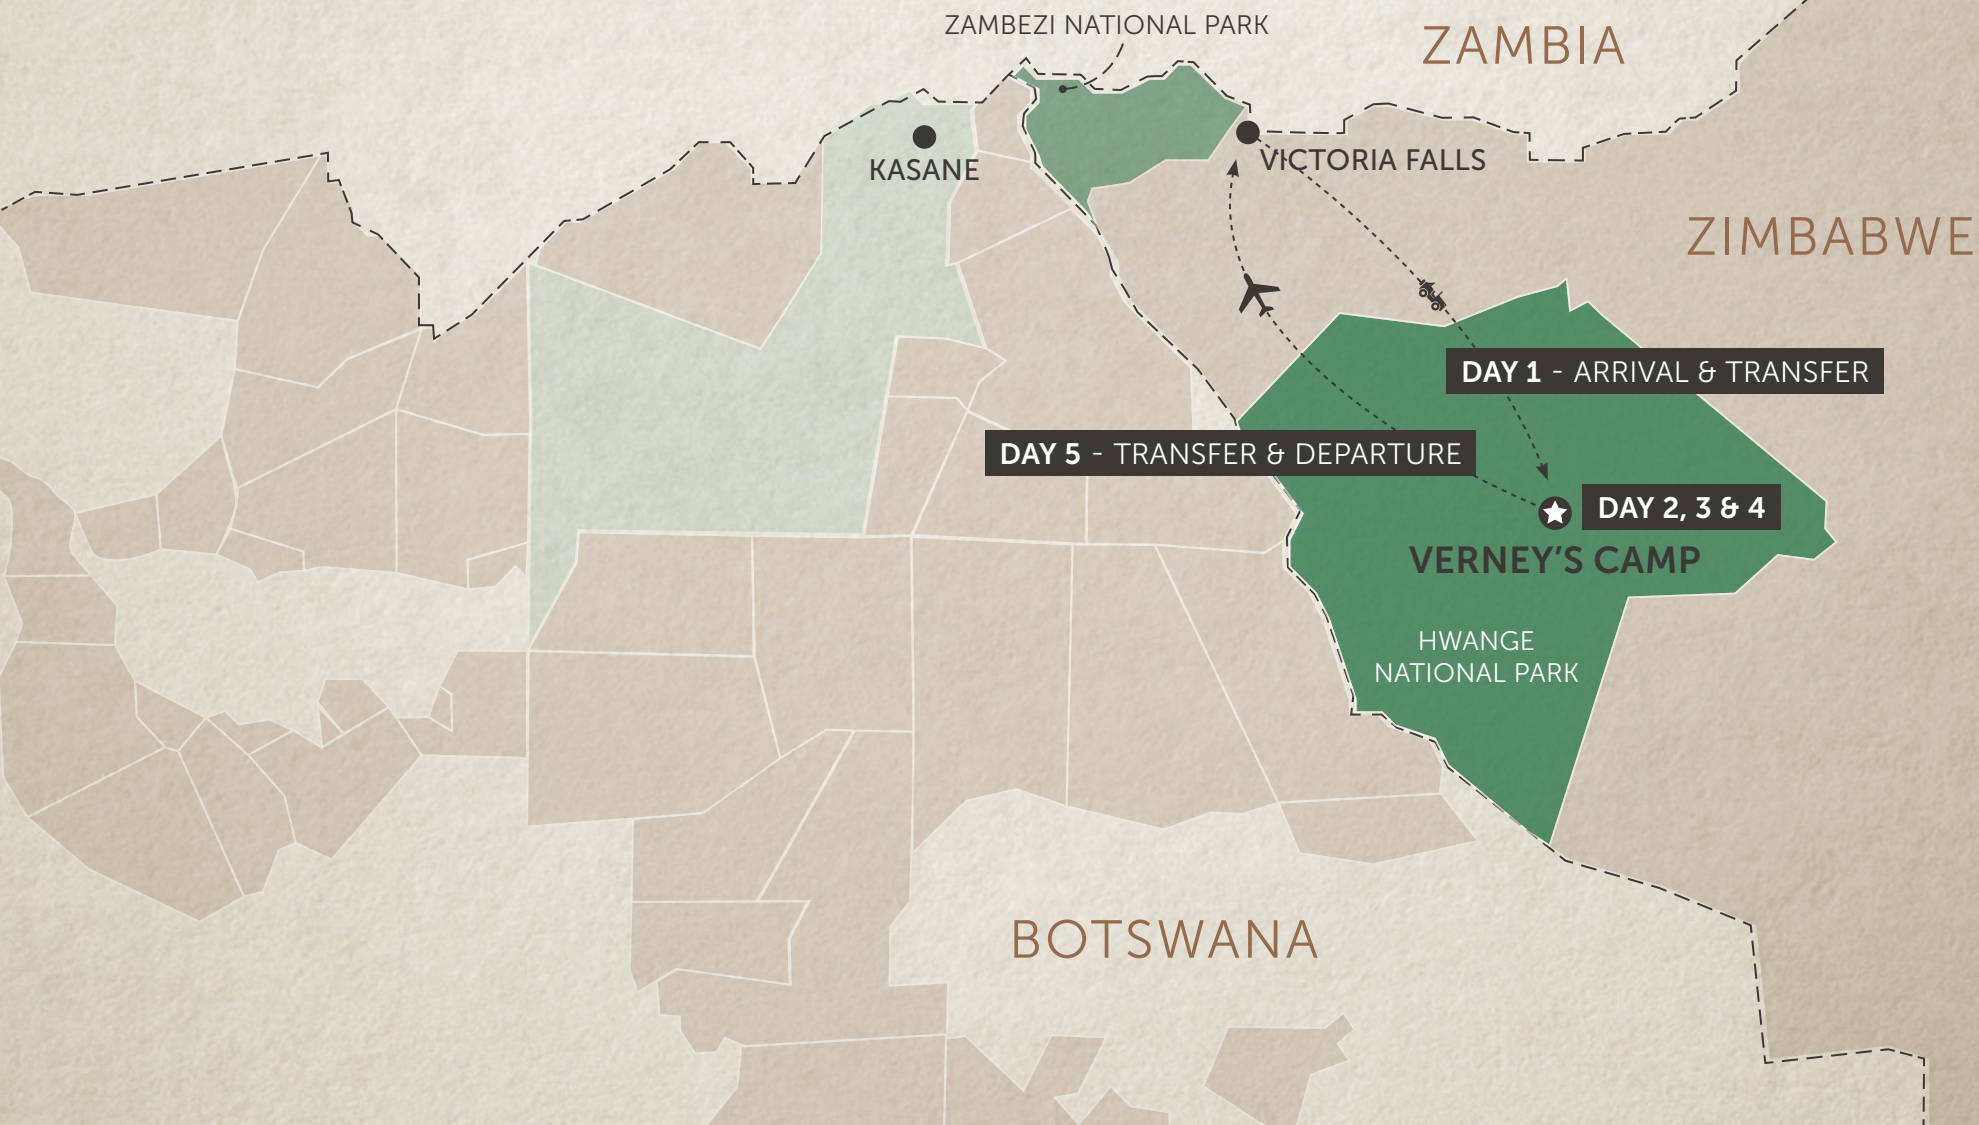 ZAMBEZI NATIONAL PARK
ZAMBIA
KASANE
VICTORIA FALLS
ZIMBABWE
DAY 1 - ARRIVAL & TRANSFER
DAY 5 - TRANSFER & DEPARTURE
DAY 2, 3 & 4
VERNEY'S CAMP
HWANGE
NATIONAL PARK
BOTSWANA